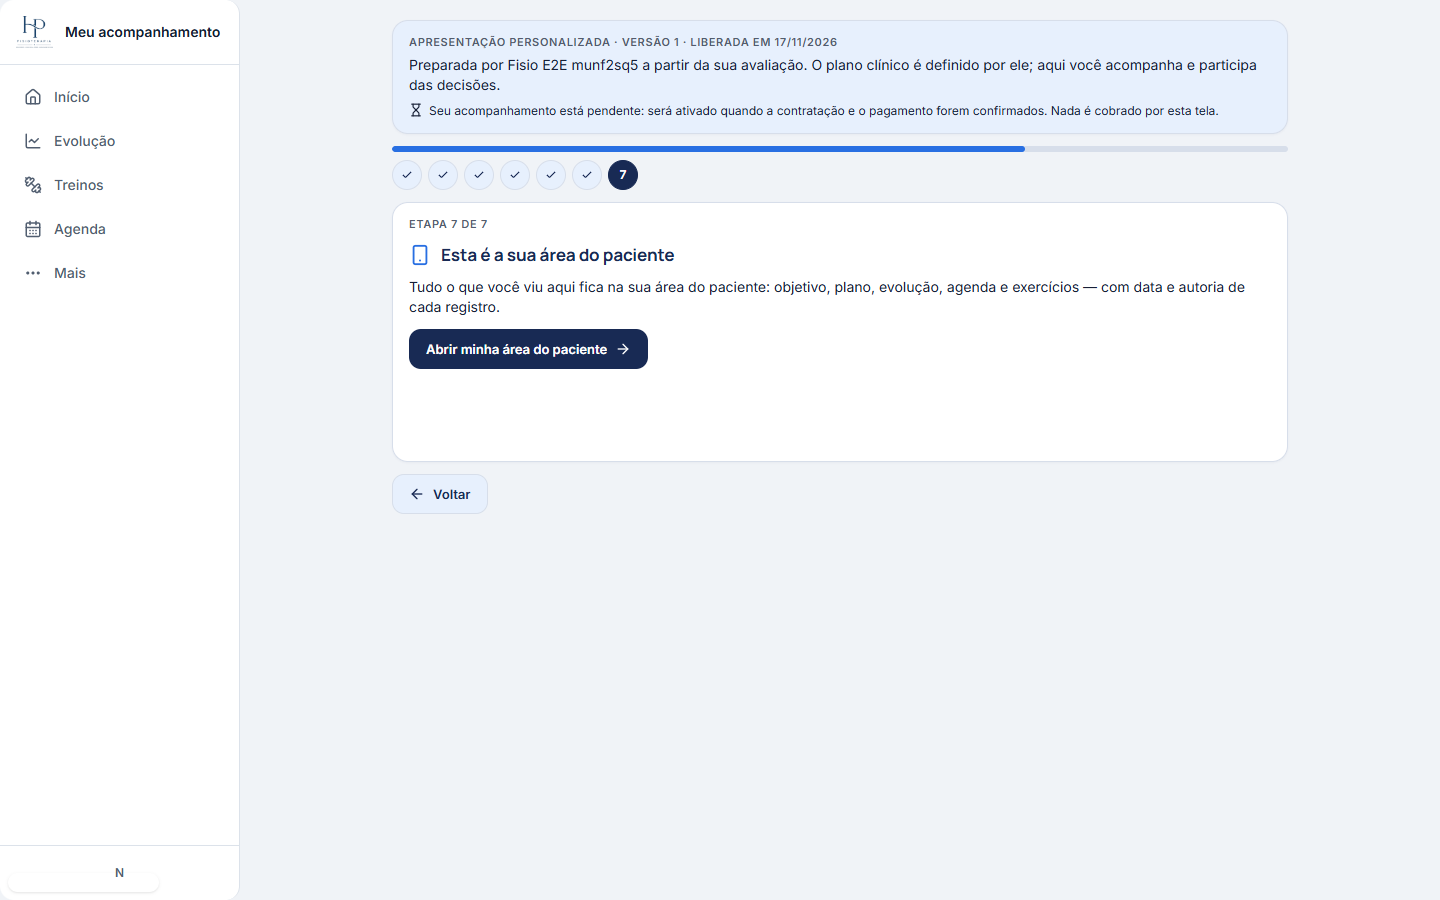 HP
FISIOTERAPIA
Meu acompanhamento
Início
Evolução
Treinos
Agenda
Mais
N
APRESENTAÇÃO PERSONALIZADA · VERSÃO 1 · LIBERADA EM 17/11/2026
Preparada por Fisio E2E munf2sq5 a partir da sua avaliação. O plano clínico é definido por ele; aqui você acompanha e participa
das decisões.
Seu acompanhamento está pendente: será ativado quando a contratação e o pagamento forem confirmados. Nada é cobrado por esta tela.
7
ETAPA 7 DE 7
Esta é a sua área do paciente
Tudo o que você viu aqui fica na sua área do paciente: objetivo, plano, evolução, agenda e exercícios — com data e autoria de
cada registro.
Abrir minha área do paciente
Voltar